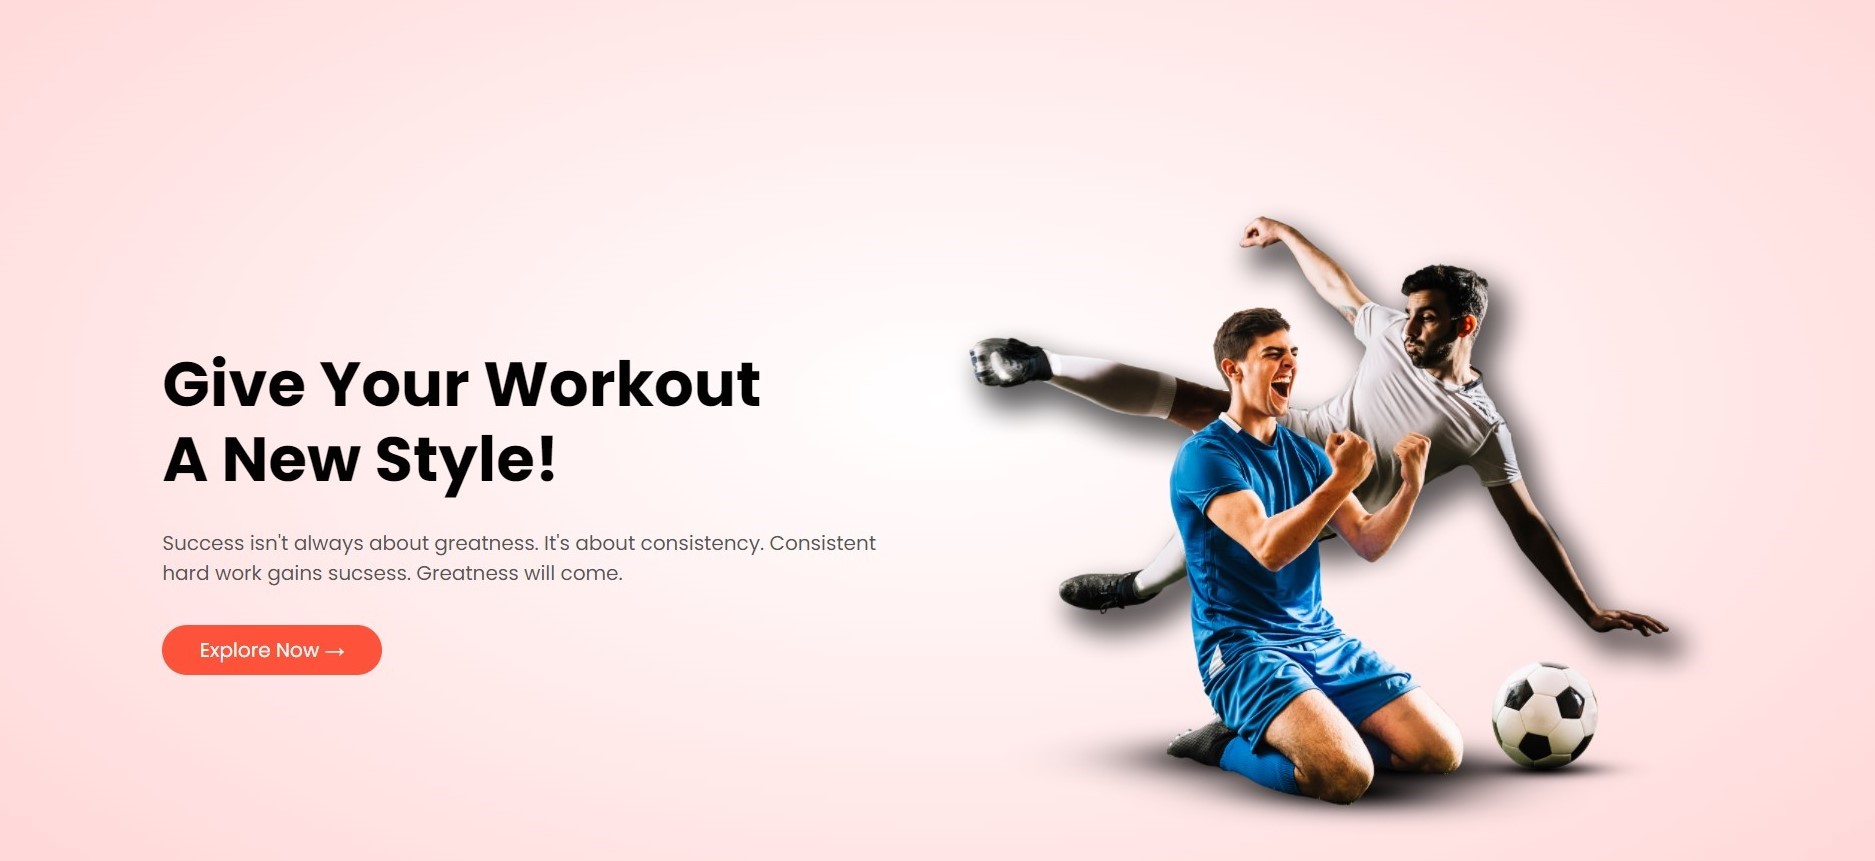 Give Your Workout
A New Style!
Success isn't always about greatness. It's about consistency. Consistent
hard work gains sucsess. Greatness will come.
Explore Now →